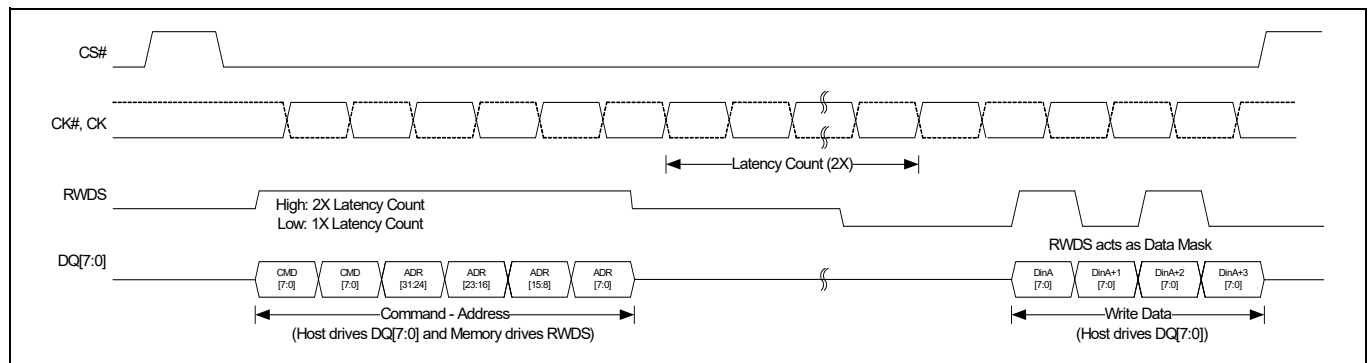 CS#
CK#, CK
Latency Count (2X)
RWDS
High: 2X Latency Count
Low: 1X Latency Count
RWDS acts as Data Mask
DQ[7:0]
CMD [7:0]
CMD [7:0]
ADR [31:24]
ADR [23:16]
ADR [15:8]
ADR [7:0]
DinA [7:0]
DinA+1 [7:0]
DinA+2 [7:0]
DinA+3 [7:0]
Command - Address
(Host drives DQ[7:0] and Memory drives RWDS)
Write Data
(Host drives DQ[7:0])